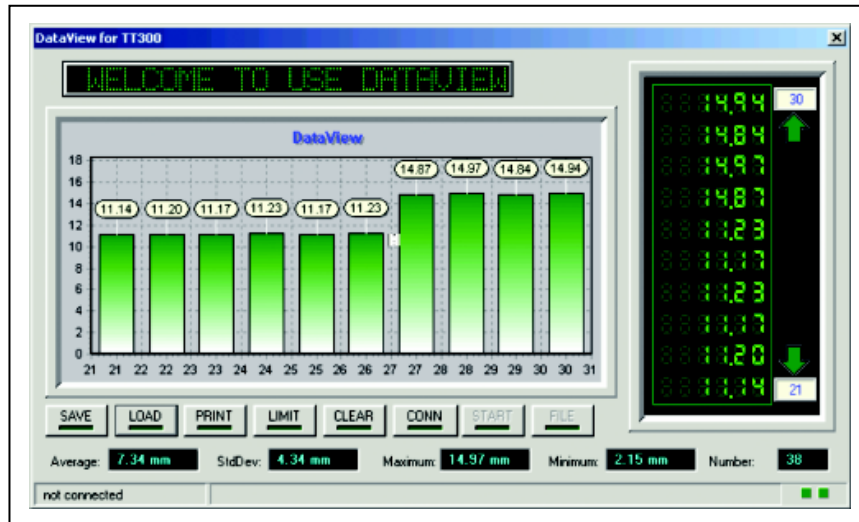 DataView for TT300
WELCOME TO USE DATAVIEW
DataView
18
16
14
12
10
8
6
4
2
0
11.14 11.20 11.17 11.23 11.17 11.23 14.87 14.97 14.84 14.94
21 21 22 22 23 23 24 24 25 25 26 26 27 27 28 28 29 29 30 30 31
14.94 30
14.84
14.97
14.87
11.23
11.17
11.23
11.17
11.20
11.14 21
SAVE LOAD PRINT LIMIT CLEAR CONN START FILE
Average: 7.34 mm StdDev: 4.34 mm Maximum: 14.97 mm Minimum: 2.15 mm Number: 38
not connected